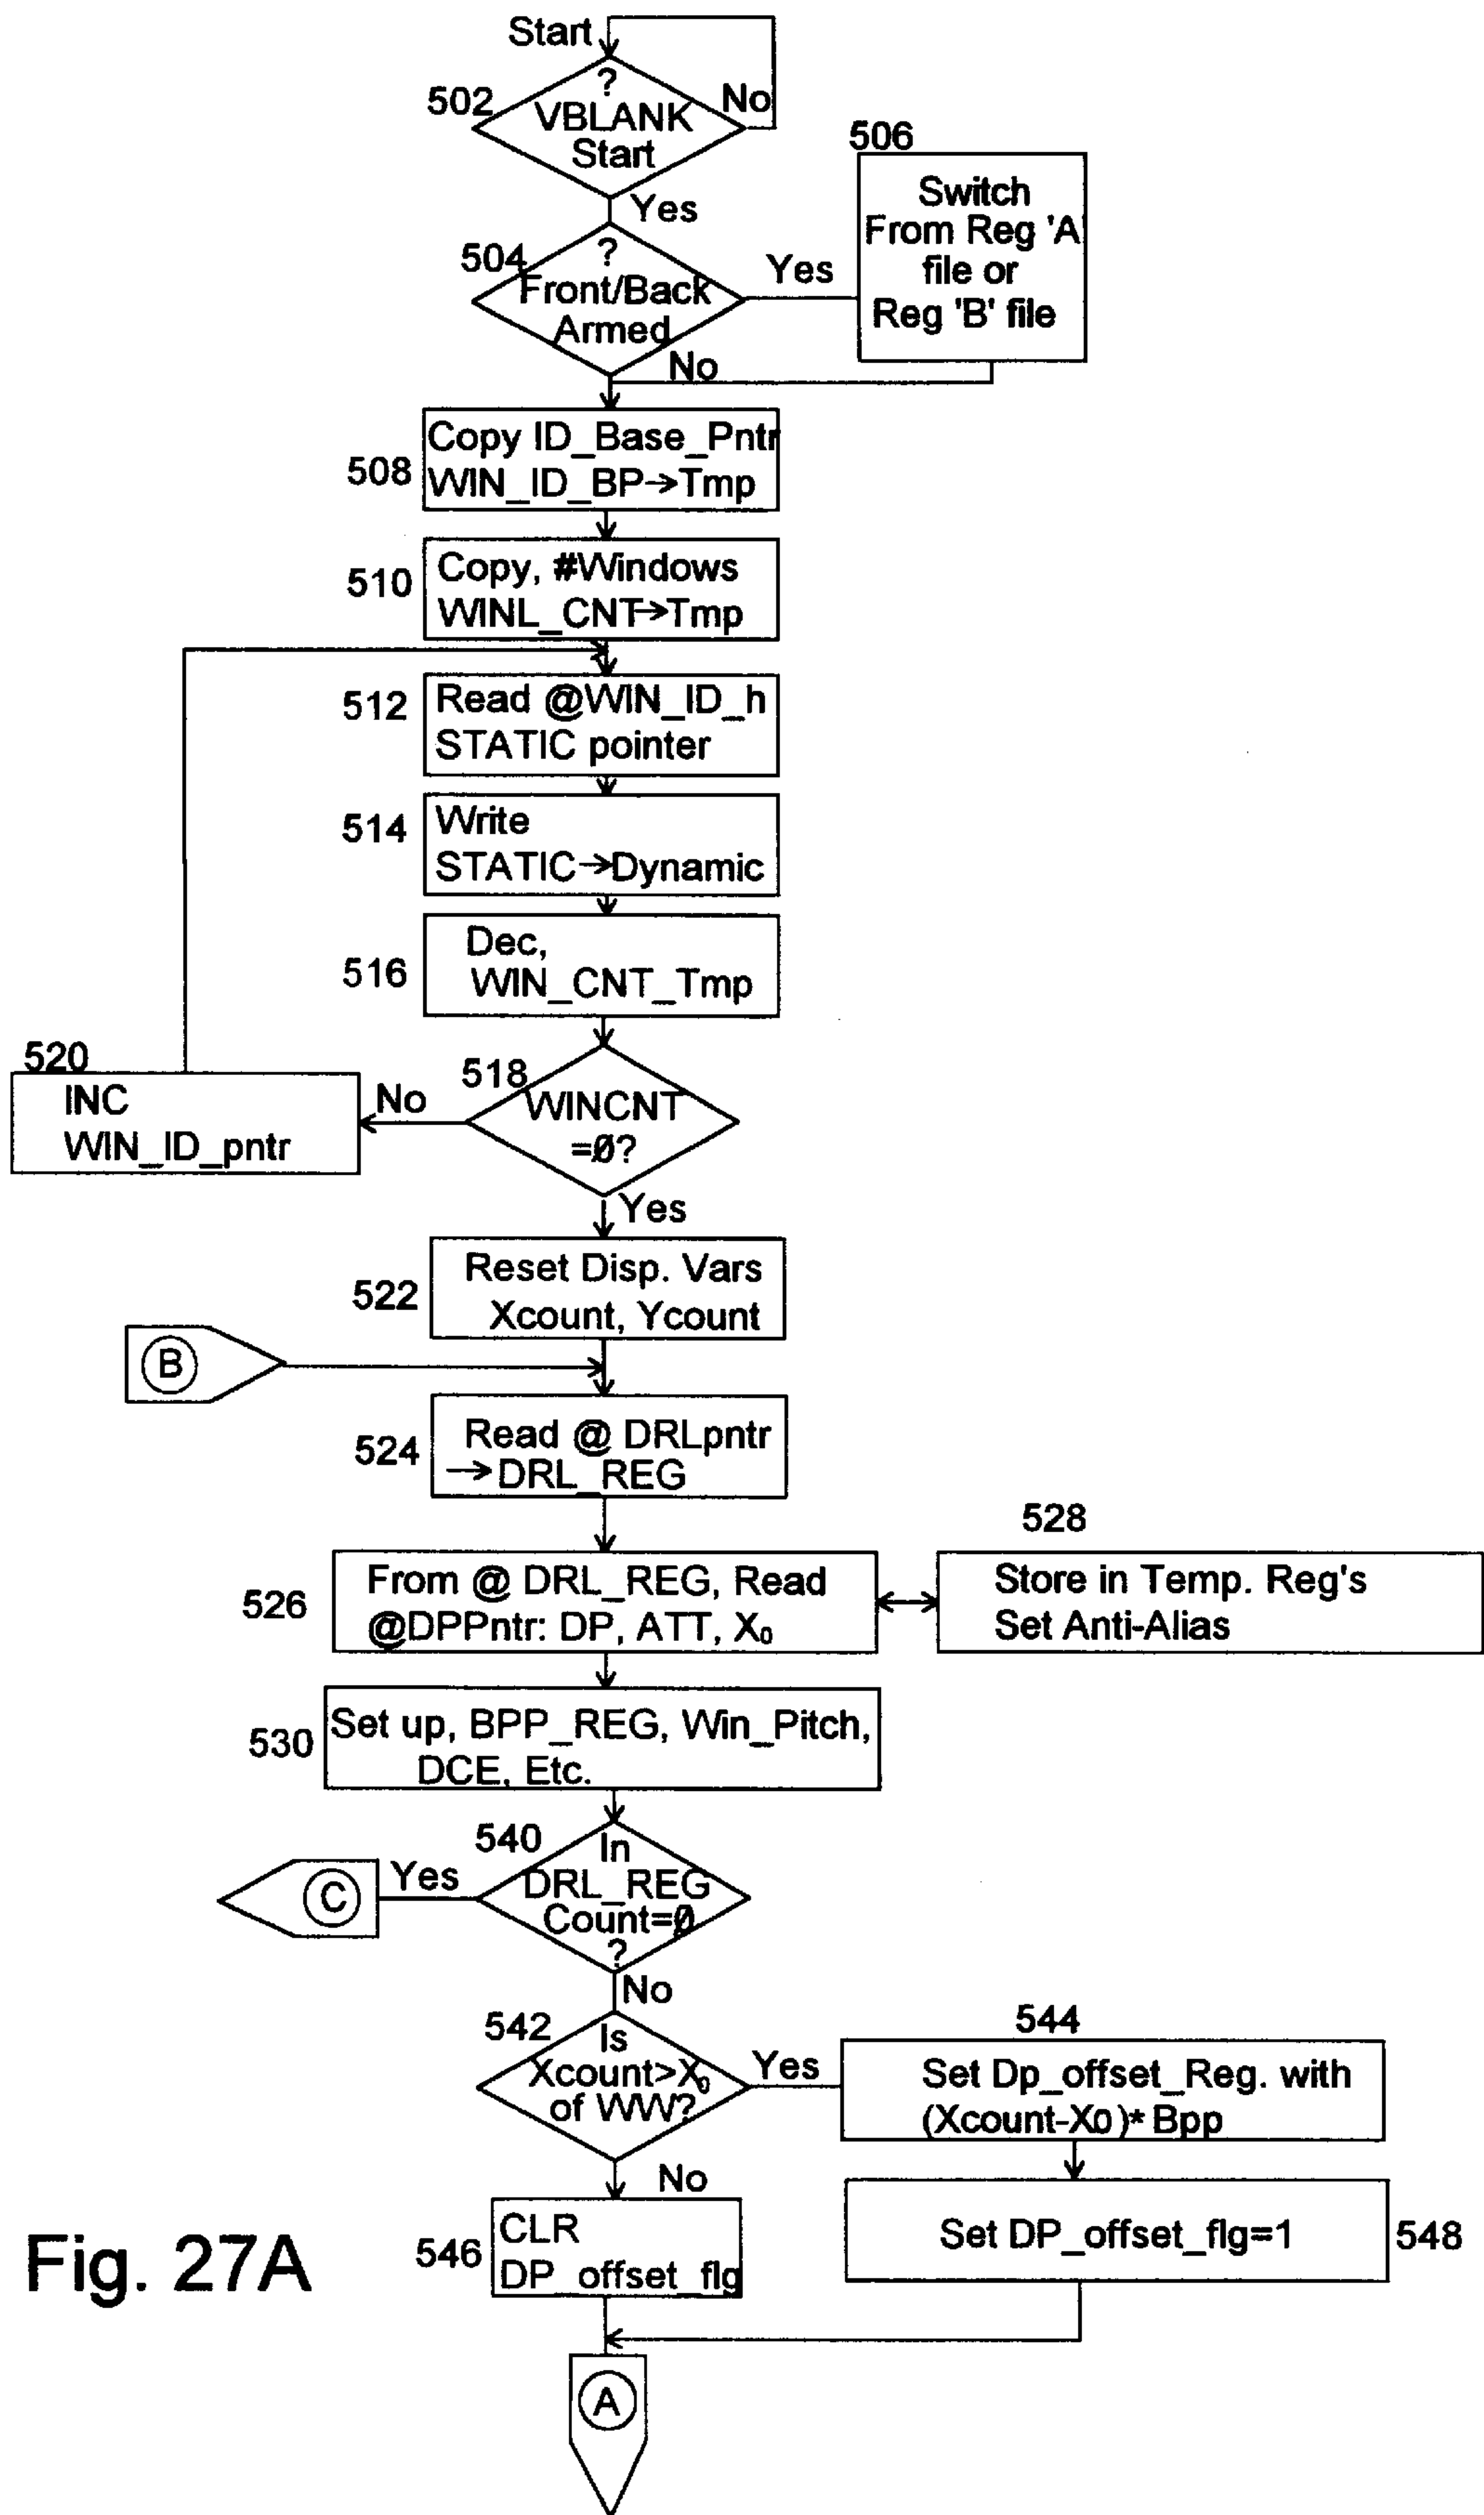 Start
502
?
VBLANK
Start
No
Yes
506
Switch
From Reg 'A
file or
Reg 'B' file
504
?
Front/Back
Armed
Yes
No
508
Copy ID_Base_Pntr
WIN_ID_BP→Tmp
510
Copy, #Windows
WINL_CNT→Tmp
512
Read @WIN_ID_h
STATIC pointer
514
Write
STATIC→Dynamic
516
Dec,
WIN_CNT_Tmp
520
INC
WIN_ID_pntr
No
518
WINCNT
=Ø?
Yes
522
Reset Disp. Vars
Xcount, Ycount
B
524
Read @ DRLpntr
→DRL_REG
526
From @ DRL_REG, Read
@DPPntr: DP, ATT, X₀
528
Store in Temp. Reg's
Set Anti-Alias
530
Set up, BPP_REG, Win_Pitch,
DCE, Etc.
540
In
DRL_REG
Count=Ø
?
Yes
C
No
542
Is
Xcount>X₀
of WW?
Yes
544
Set Dp_offset_Reg. with
(Xcount-X0)* Bpp
No
546
CLR
DP_offset_flg
Set DP_offset_flg=1
548
A
Fig. 27A